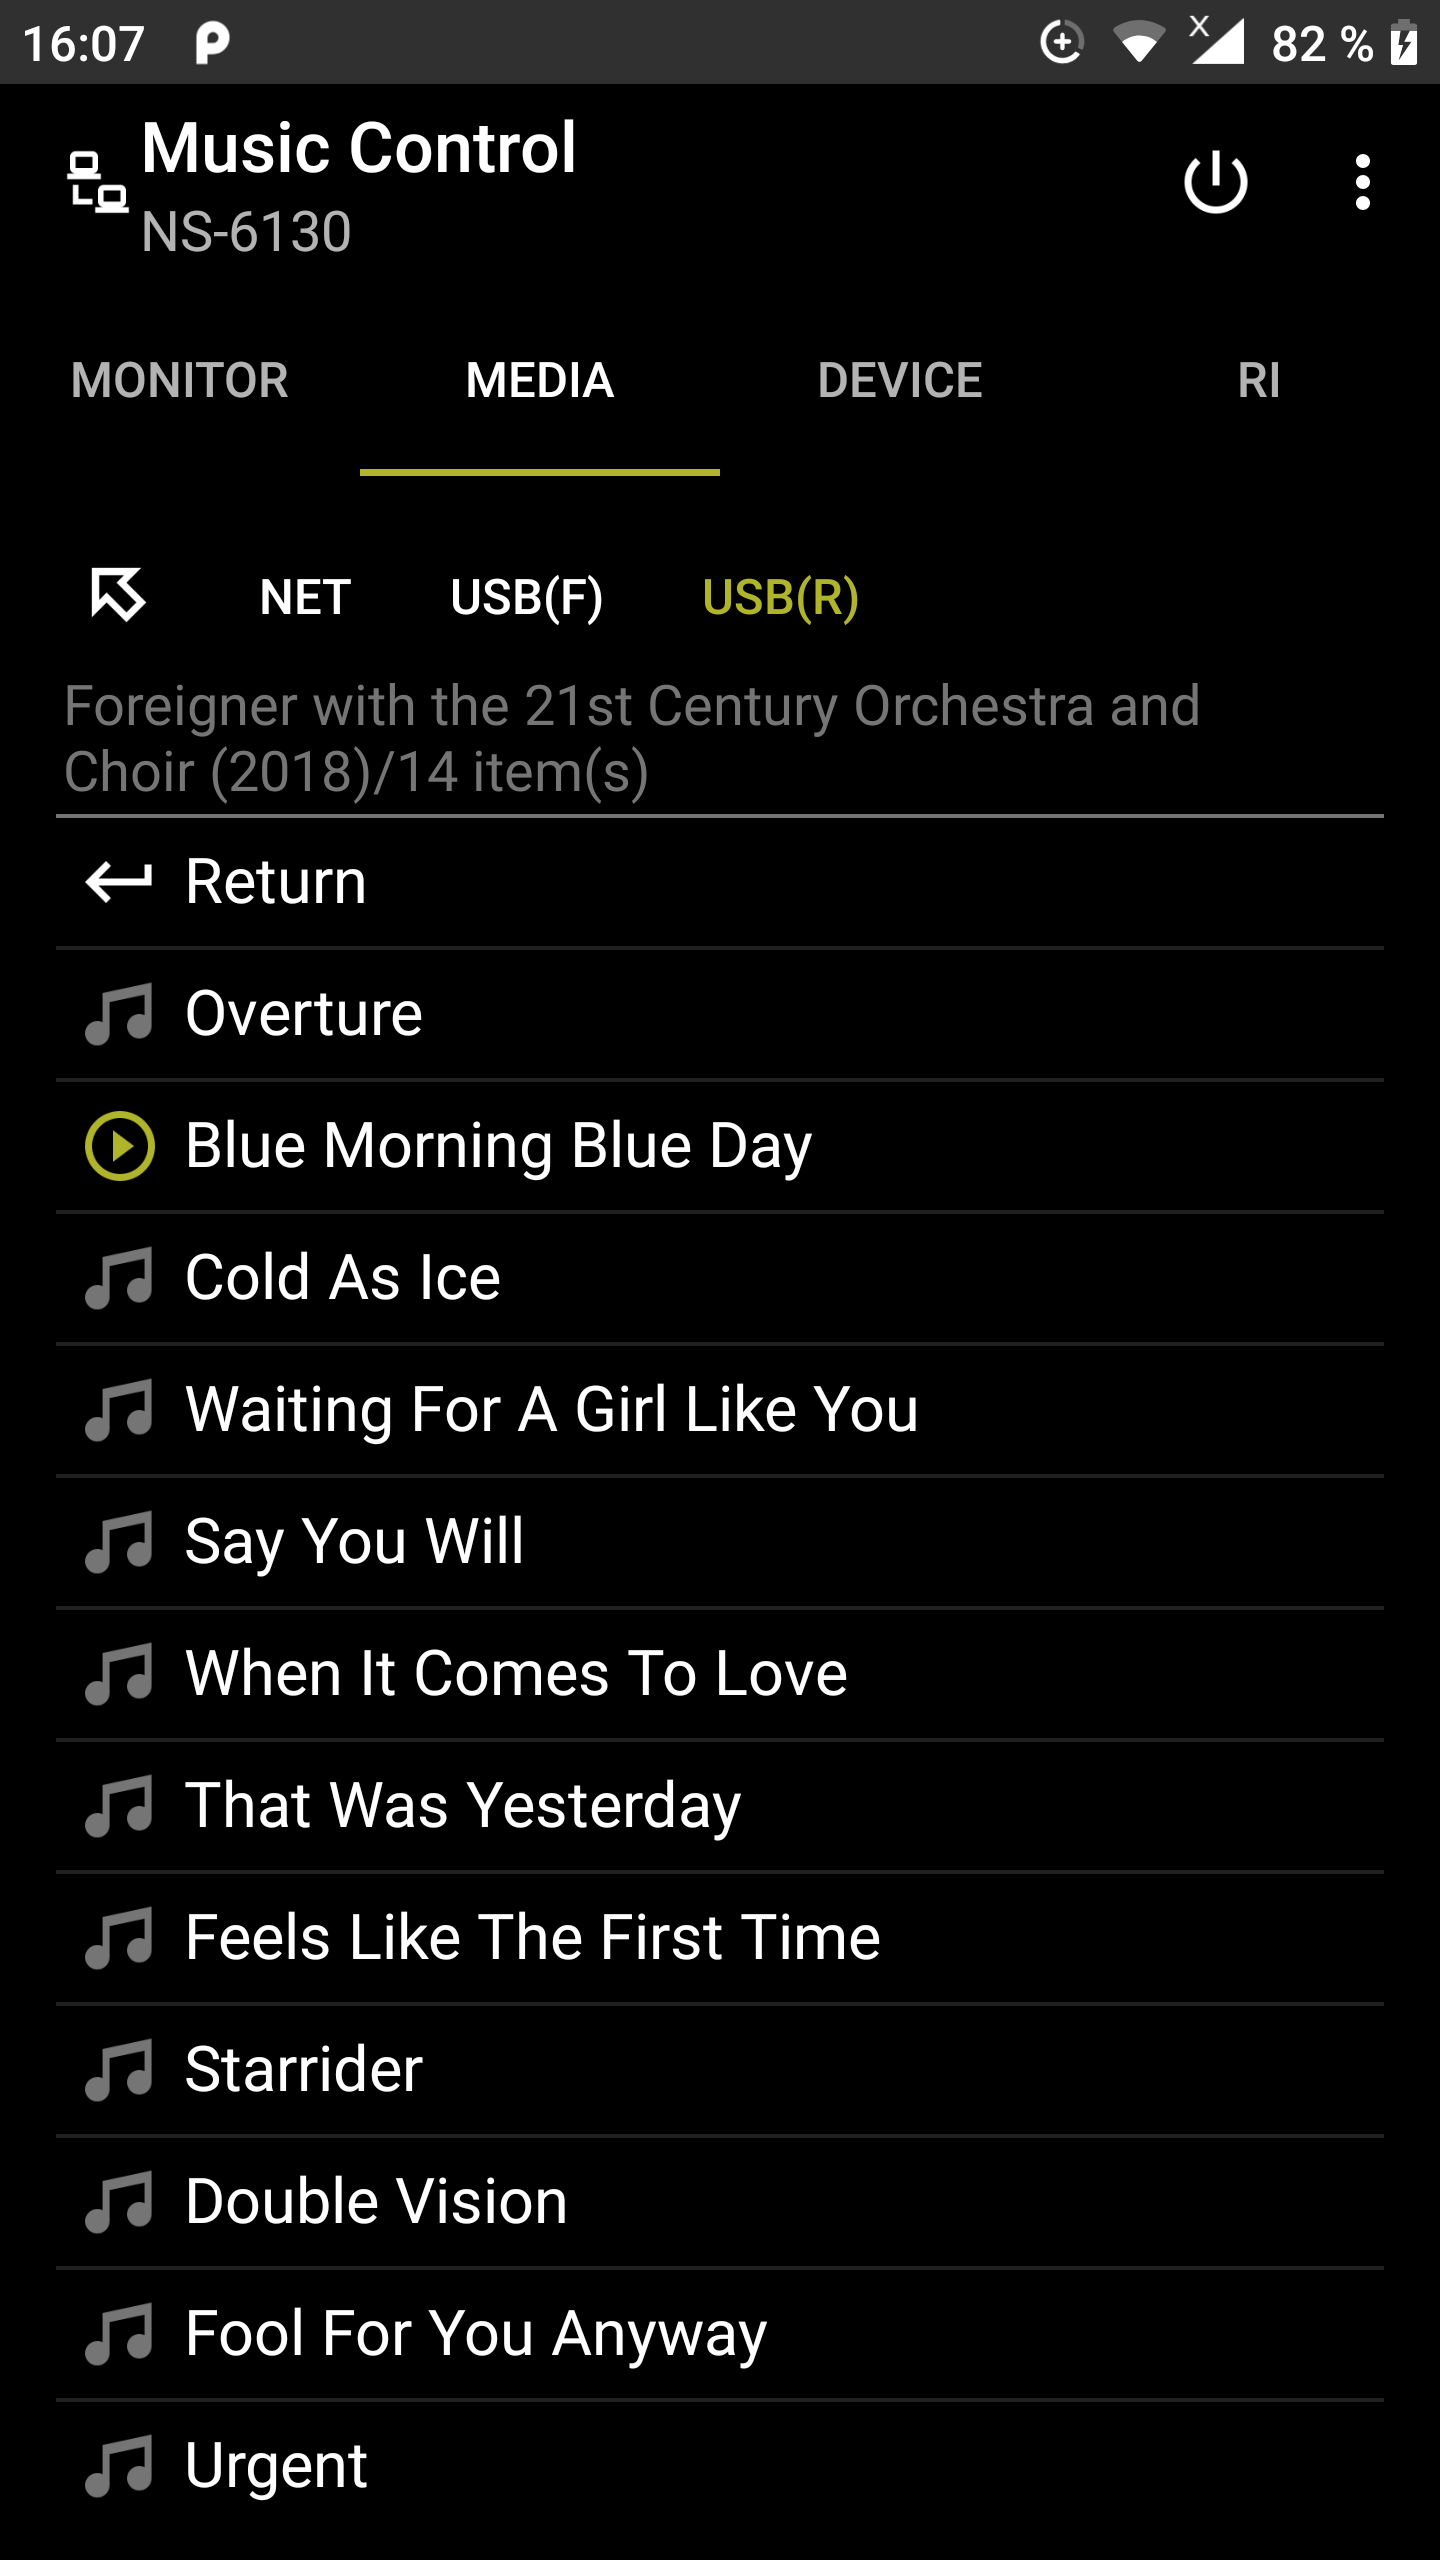 16:07
X
82 %
Music Control
NS-6130
MONITOR MEDIA DEVICE RI
NET USB(F) USB(R)
Foreigner with the 21st Century Orchestra and
Choir (2018)/14 item(s)
Return
Overture
Blue Morning Blue Day
Cold As Ice
Waiting For A Girl Like You
Say You Will
When It Comes To Love
That Was Yesterday
Feels Like The First Time
Starrider
Double Vision
Fool For You Anyway
Urgent